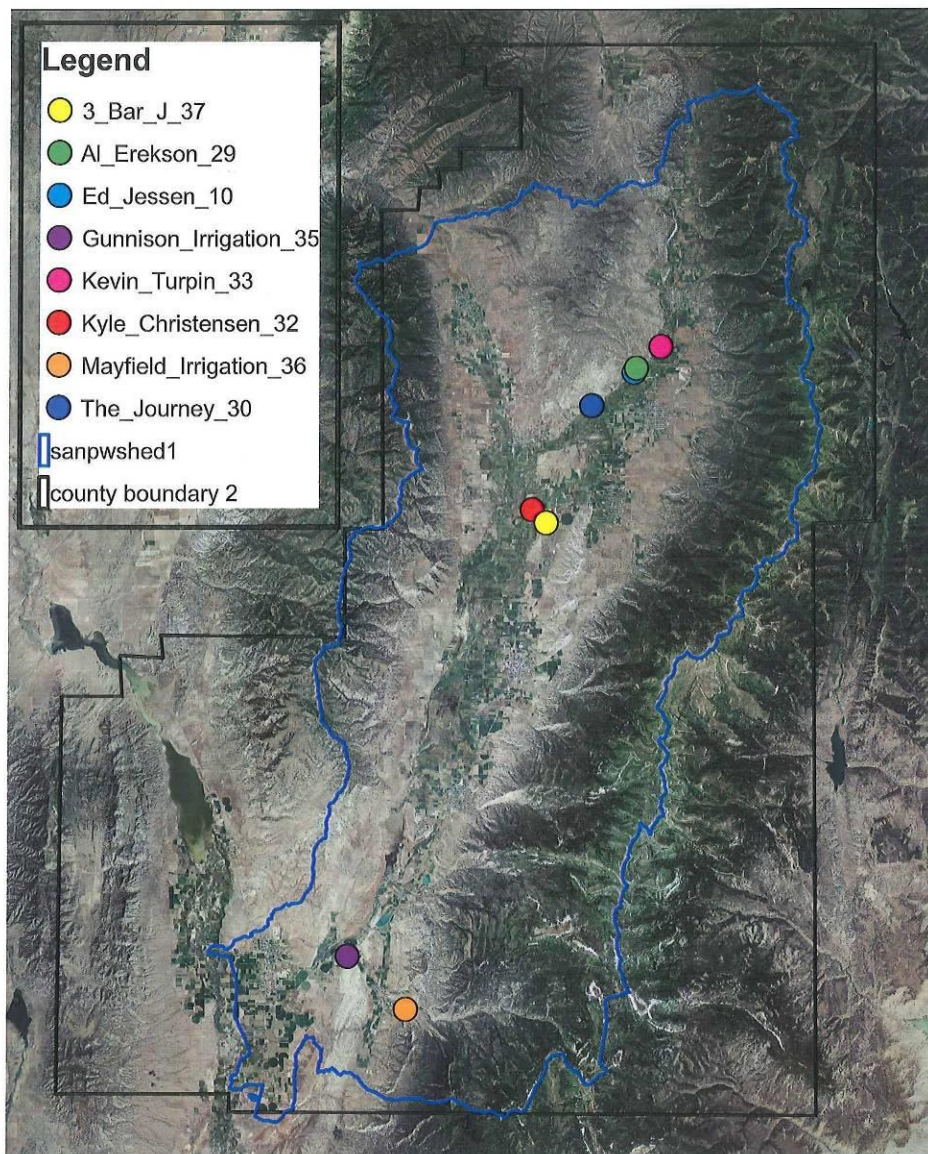 Legend
3_Bar_J_37
Al_Erekson_29
Ed_Jessen_10
Gunnison_Irrigation_35
Kevin_Turpin_33
Kyle_Christensen_32
Mayfield_Irrigation_36
The_Journey_30
sanpwshed1
county boundary 2